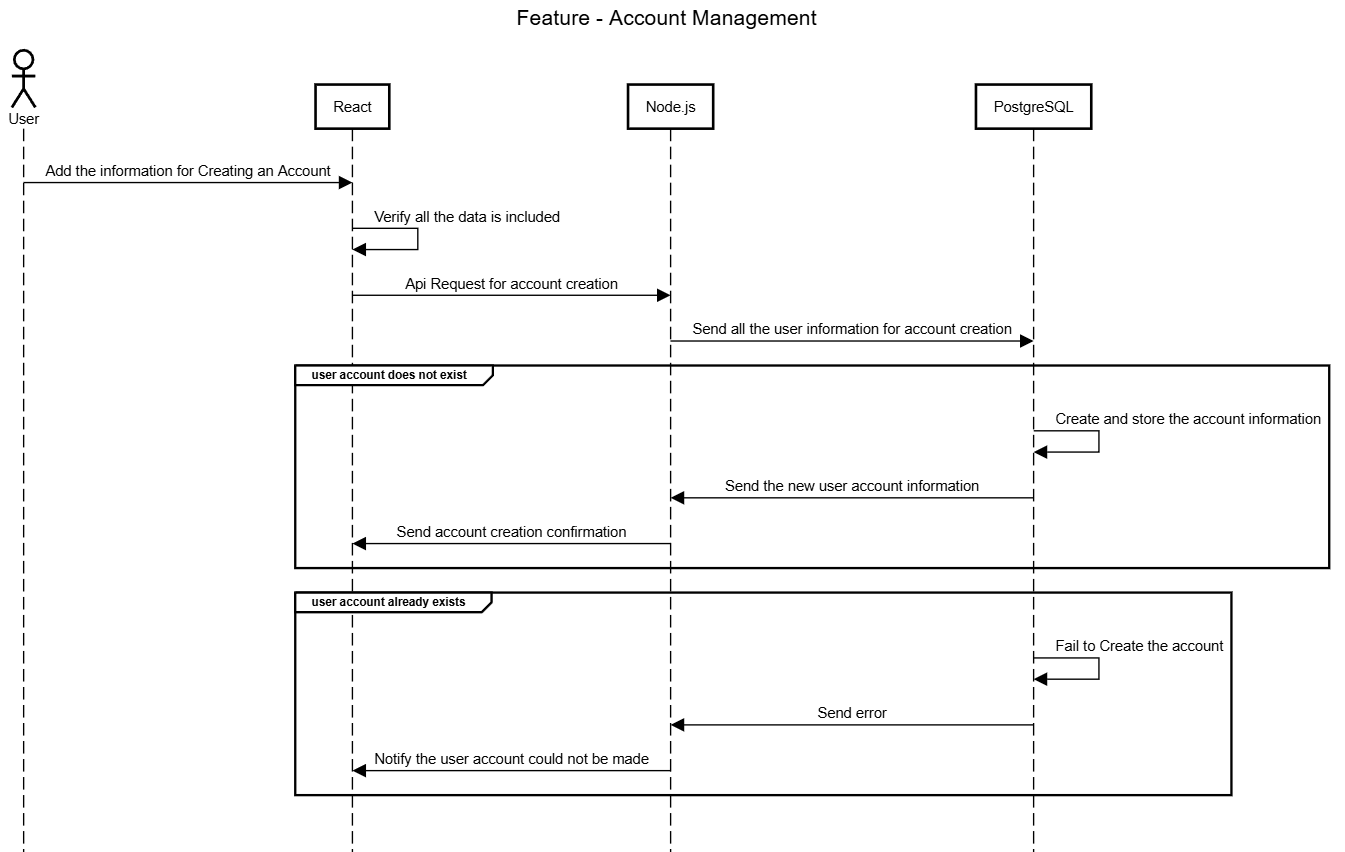 Feature - Account Management
User
React
Node.js
PostgreSQL
Add the information for Creating an Account
Verify all the data is included
Api Request for account creation
Send all the user information for account creation
user account does not exist
Create and store the account information
Send the new user account information
Send account creation confirmation
user account already exists
Fail to Create the account
Send error
Notify the user account could not be made